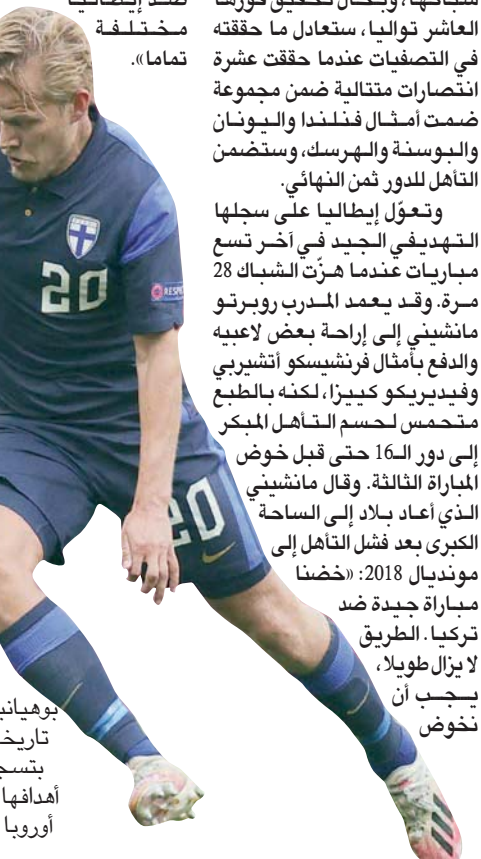 العاشر تواليا، ستعادل ما حققته
في التصفيات عندما حققت عشرة
انتصارات متتالية ضمن مجموعة
ضمت أمثال فنلندا واليونان
والبوسنة والهرسك، وستضمن
التأهل للدور ثمن النهائي.
وتعوّل إيطاليا على سجلها
التهديفي الجيد في آخر تسع
مباريات عندما هزّت الشباك 28
مرة. وقد يعمد المدرب روبرتو
مانشيني إلى إراحة بعض لاعبيه
والدفع بأمثال فرنشيسكو أتشيربي
وفيديريكو كييزا، لكنه بالطبع
متحمس لحسم التأهل المبكر
إلى دور الـ16 حتى قبل خوض
المباراة الثالثة. وقال مانشيني
الذي أعاد بلاد إلى الساحة
الكبرى بعد فشل التأهل إلى
مونديال 2018: «خضنا
مباراة جيدة ضد
تركيا. الطريق
لا يزال طويلا،
يجب أن
نخوض
مختلفة
تماما».
20
RESPE
20
تاريخ
أهدافها
أوروبا